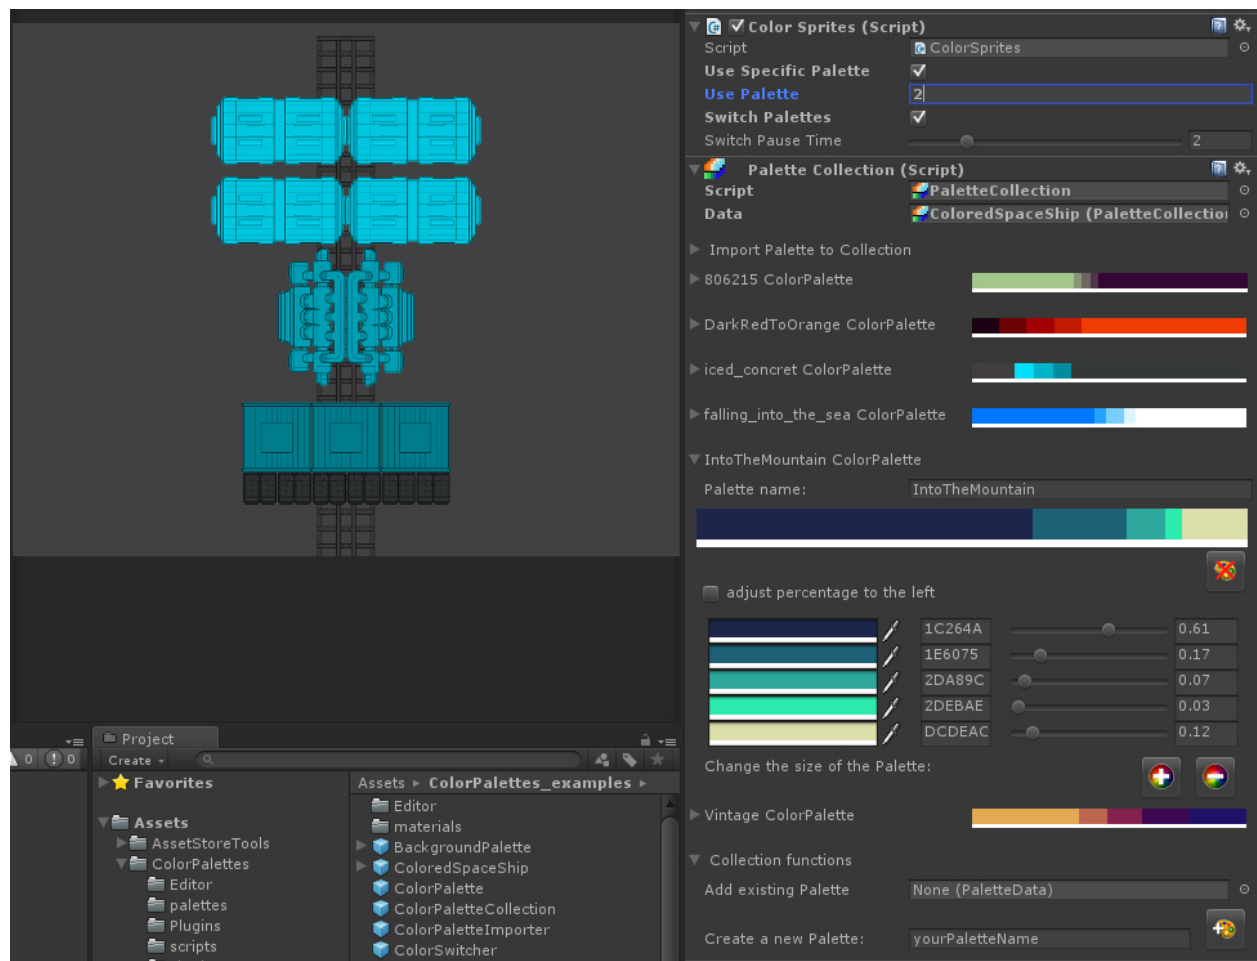 Color Sprites (Script)
Script ColorSprites
Use Specific Palette
Use Palette 2
Switch Palettes
Switch Pause Time 2
Palette Collection (Script)
Script PaletteCollection
Data ColoredSpaceShip (PaletteCollectio
Import Palette to Collection
806215 ColorPalette
DarkRedToOrange ColorPalette
iced_concret ColorPalette
falling_into_the_sea ColorPalette
IntoTheMountain ColorPalette
Palette name: IntoTheMountain
adjust percentage to the left
1C264A 0.61
1E6075 0.17
2DA89C 0.07
2DEBAE 0.03
DCDEAC 0.12
Change the size of the Palette:
Vintage ColorPalette
Collection functions
Add existing Palette None (PaletteData)
Create a new Palette: yourPaletteName
0 0
Project
Create
Favorites
Assets
AssetStoreTools
ColorPalettes
Editor
palettes
Plugins
scripts
Assets ColorPalettes_examples
Editor
materials
BackgroundPalette
ColoredSpaceShip
ColorPalette
ColorPaletteCollection
ColorPaletteImporter
ColorSwitcher